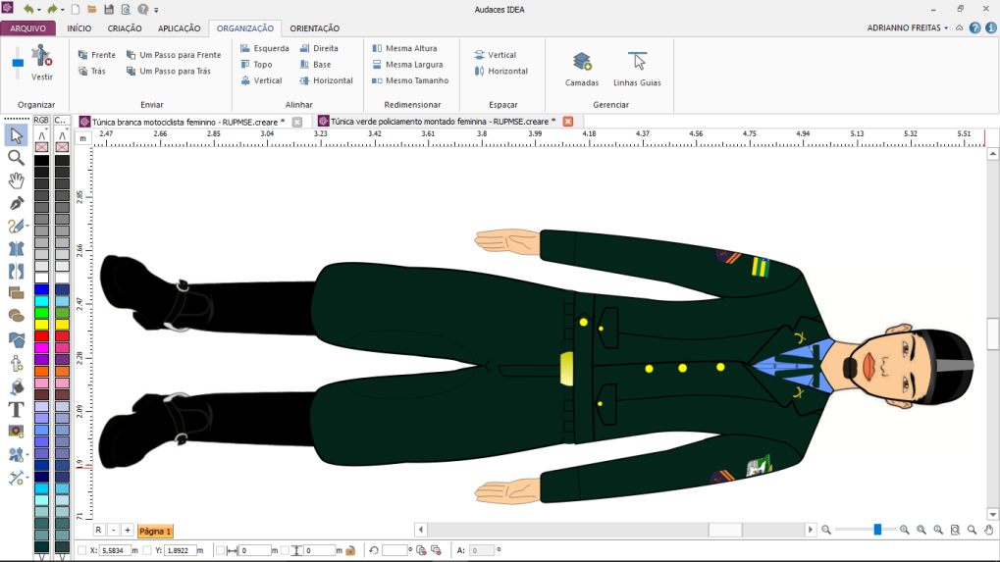 Audaces IDEA
ARQUIVO INÍCIO CRIAÇÃO APLICAÇÃO ORGANIZAÇÃO ORIENTAÇÃO ADRIANNO FREITAS
Vestir
Organizar
Frente Um Passo para Frente
Trás Um Passo para Trás
Enviar
Esquerda Direita
Topo Base
Vertical Horizontal
Alinhar
Mesma Altura
Mesma Largura
Mesmo Tamanho
Redimensionar
Vertical
Horizontal
Espaçar
Camadas Linhas Guias
Gerenciar
RGB C...
Túnica branca motociclista feminino - RUPMSE.creare *
Túnica verde policiamento montado feminina - RUPMSE.creare *
m 2.47 2.66 2.85 3.04 3.23 3.42 3.61 3.8 3.99 4.18 4.37 4.56 4.75 4.94 5.13 5.32 5.51
2.85
2.66
2.47
2.28
2.09
1.9
71
R - + Página 1
X: 5,5834 m Y: 1,8922 m 0 m 0 m ° A: 0 °